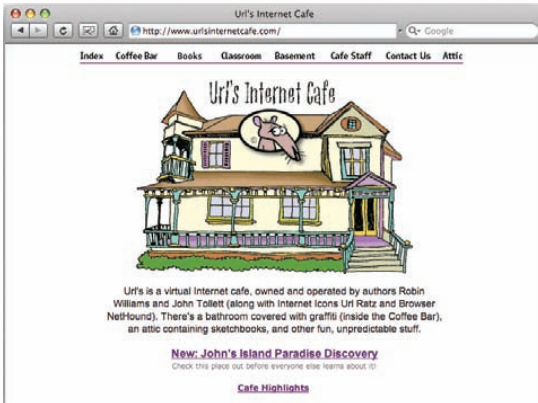 Url's Internet Cafe
http://www.urlsinternetcafe.com/
Google
Index Coffee Bar Books Classroom Basement Cafe Staff Contact Us Attic
Url's Internet Cafe
Url's is a virtual Internet cafe, owned and operated by authors Robin
Williams and John Tollett (along with Internet Icons Url Ratz and Browser
NetHound). There's a bathroom covered with graffiti (inside the Coffee Bar),
an attic containing sketchbooks, and other fun, unpredictable stuff.
New: John's Island Paradise Discovery
Check this place out before everyone else learns about it!
Cafe Highlights